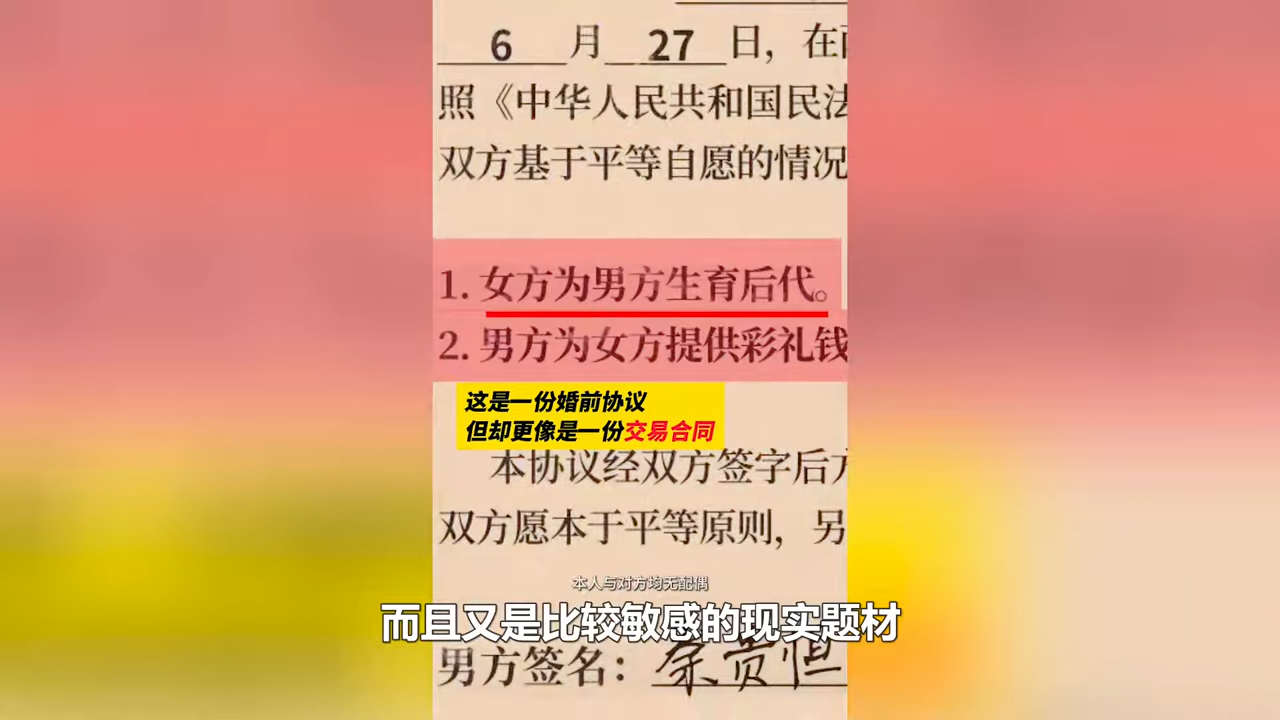 6 月 27 日，在
照《中华人民共和国民法
双方基于平等自愿的情况
1. 女方为男方生育后代。
2. 男方为女方提供彩礼钱
这是一份婚前协议
但却更像是一份交易合同
本协议经双方签字后
双方愿本于平等原则，另
本人与对方均无配偶
而且又是比较敏感的现实题材
男方签名：余贵恒